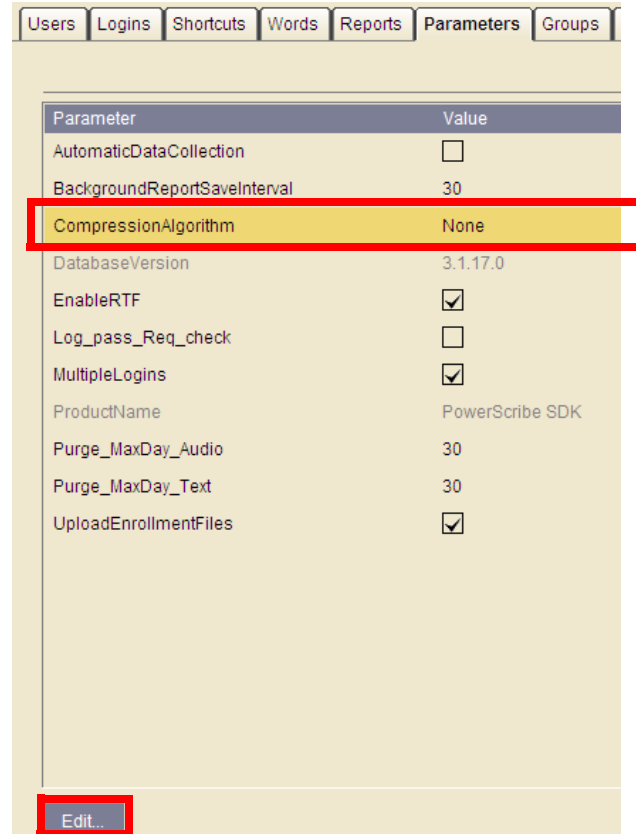 Users Logins Shortcuts Words Reports Parameters Groups
Parameter Value
AutomaticDataCollection
BackgroundReportSaveInterval 30
CompressionAlgorithm None
DatabaseVersion 3.1.17.0
EnableRTF
Log_pass_Req_check
MultipleLogins
ProductName PowerScribe SDK
Purge_MaxDay_Audio 30
Purge_MaxDay_Text 30
UploadEnrollmentFiles
Edit...